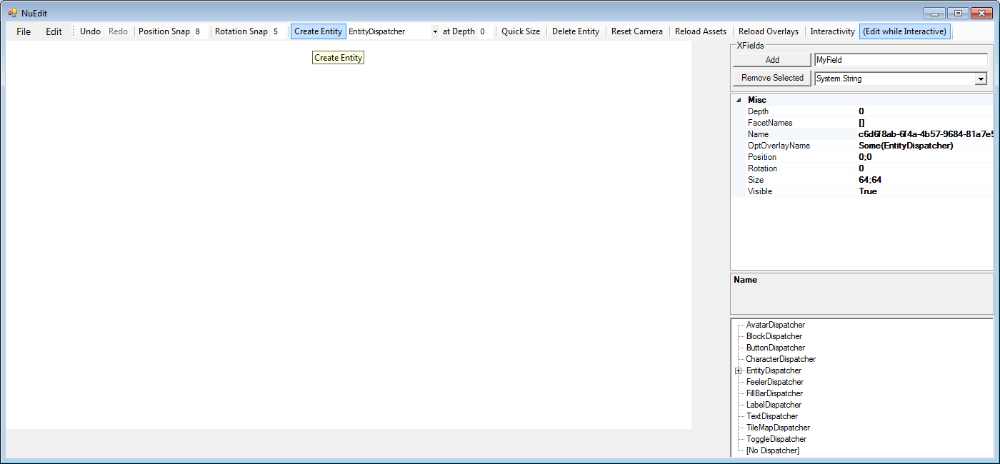 NuEdit
File Edit Undo Redo Position Snap 8 Rotation Snap 5 Create Entity EntityDispatcher at Depth 0 Quick Size Delete Entity Reset Camera Reload Assets Reload Overlays Interactivity (Edit while Interactive)
Create Entity
XFields
Add MyField
Remove Selected System.String
Misc
Depth 0
FacetNames []
Name c6d6f8ab-6f4a-4b57-9684-81a7e5
OptOverlayName Some(EntityDispatcher)
Position 0;0
Rotation 0
Size 64;64
Visible True
Name
AvatarDispatcher
BlockDispatcher
ButtonDispatcher
CharacterDispatcher
EntityDispatcher
FeelerDispatcher
FillBarDispatcher
LabelDispatcher
TextDispatcher
TileMapDispatcher
ToggleDispatcher
[No Dispatcher]